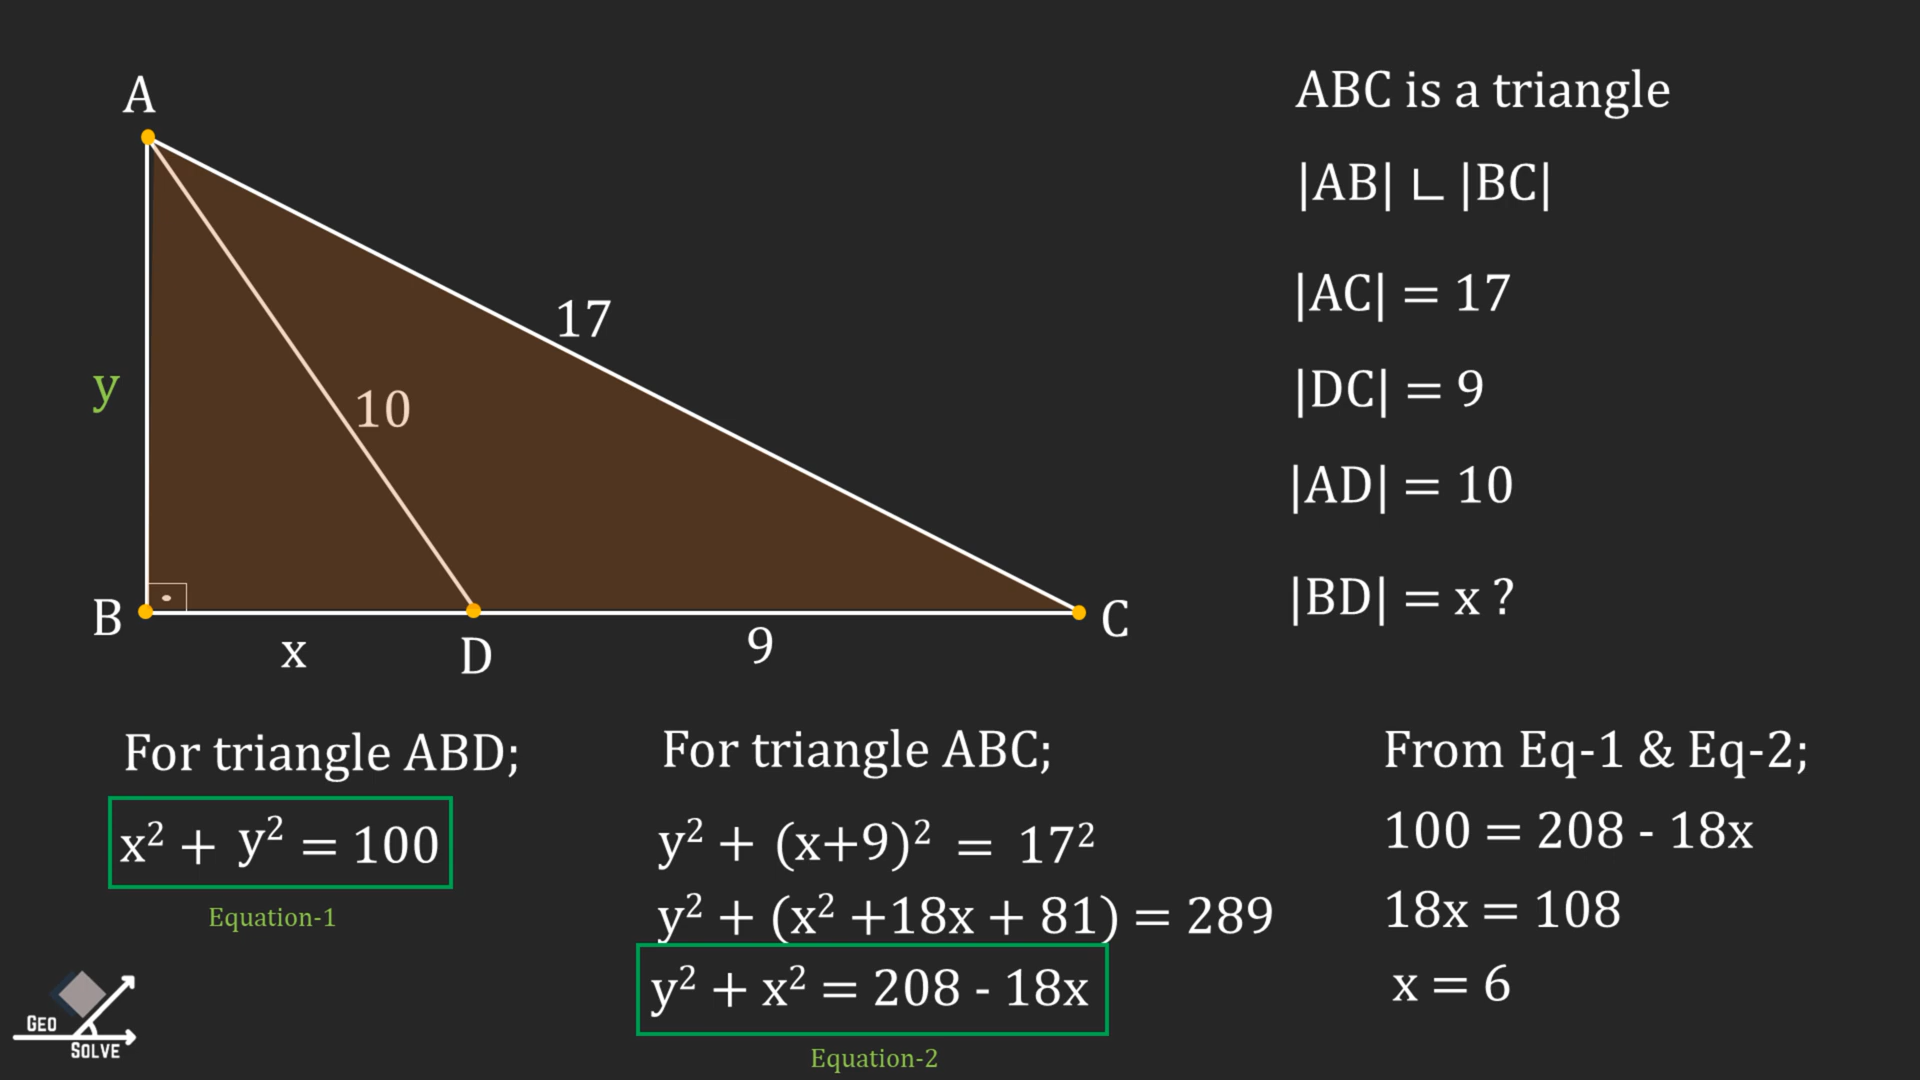 A
ABC is a triangle
|AB| ∟ |BC|
17
|AC| = 17
y
10
|DC| = 9
|AD| = 10
B
C
|BD| = x ?
x
D
9
For triangle ABD;
x² + y² = 100
Equation-1
For triangle ABC;
y² + (x+9)² = 17²
y² + (x² +18x + 81) = 289
y² + x² = 208 - 18x
Equation-2
From Eq-1 & Eq-2;
100 = 208 - 18x
18x = 108
x = 6
GEO
SOLVE